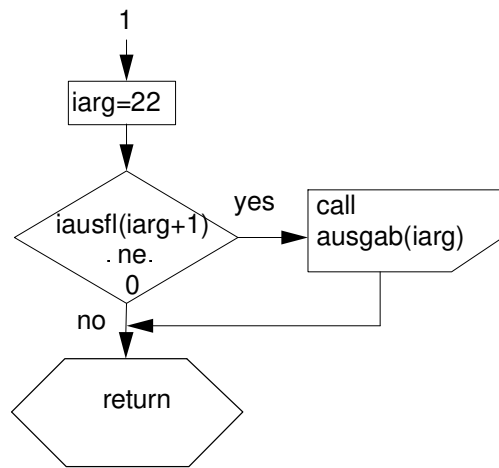 1
iarg=22
iausfl(iarg+1)
. ne.
0
yes
call
ausgab(iarg)
no
return